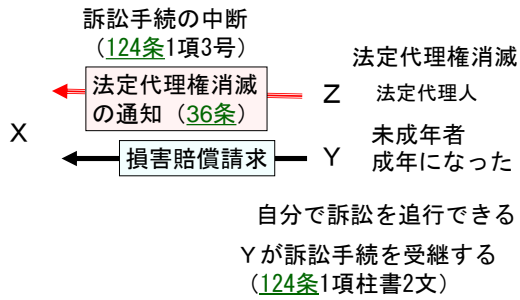 訴訟手続の中断
（124条1項3号）
法定代理権消滅
法定代理権消滅
の通知（36条）
Z 法定代理人
X
未成年者
損害賠償請求
Y 成年になった
自分で訴訟を追行できる
Ｙが訴訟手続を受継する
（124条1項柱書2文）